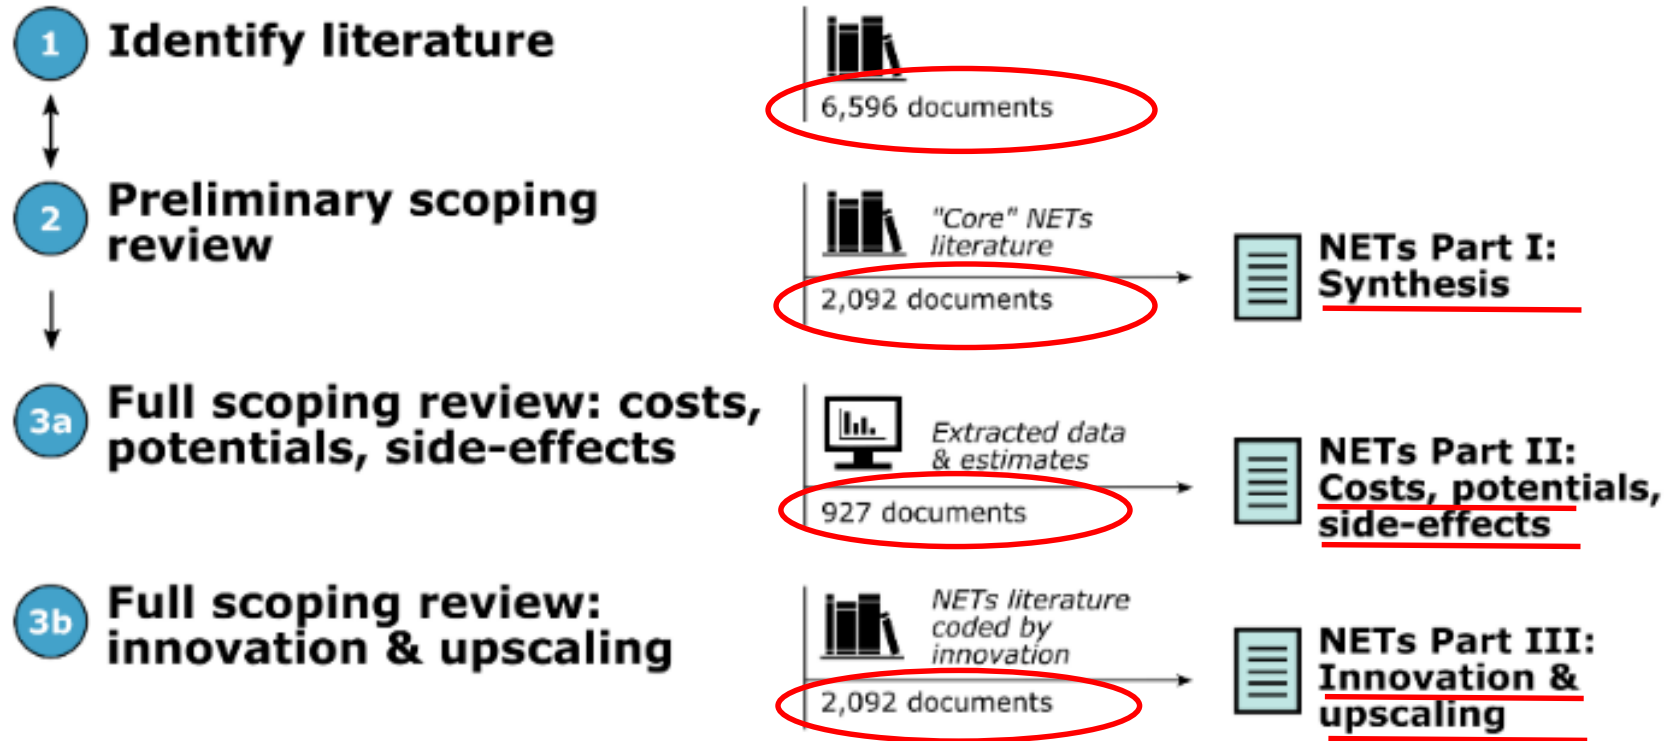 1
Identify literature
6,596 documents
2
Preliminary scoping
review
"Core" NETs
literature
2,092 documents
NETs Part I:
Synthesis
3a
Full scoping review: costs,
potentials, side-effects
Extracted data
& estimates
927 documents
NETs Part II:
Costs, potentials,
side-effects
3b
Full scoping review:
innovation & upscaling
NETs literature
coded by
innovation
2,092 documents
NETs Part III:
Innovation &
upscaling